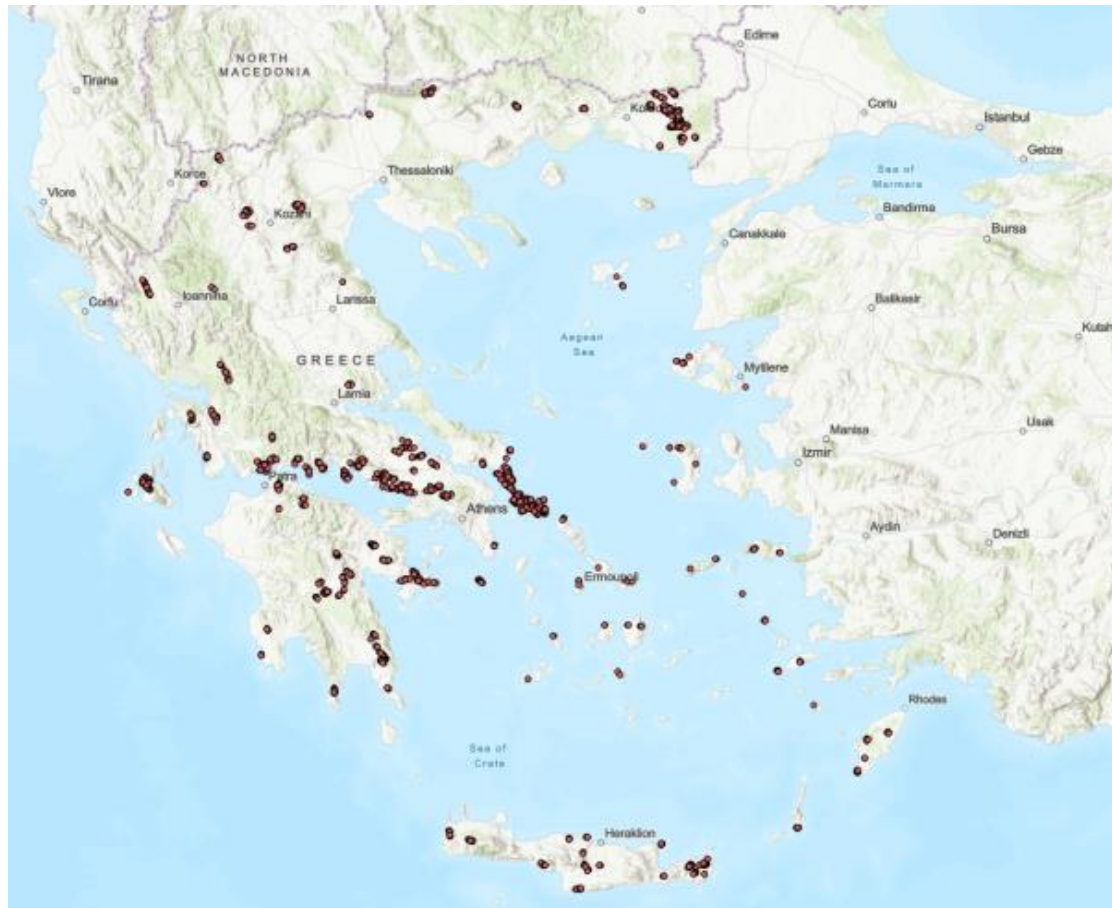 Edirne
NORTH
MACEDONIA
Tirana
Corlu
Istanbul
Gebze
Thessaloniki
Korce
Sea of
Marmara
Vlore
Bandirma
Kozani
Bursa
Canakkale
Ioannina
Larissa
Balikesir
Corfu
Aegean
Sea
Kutah
GREECE
Mytilene
Lamia
Usak
Manisa
Izmir
Patra
Athens
Aydin
Denizli
Ermoupoli
Rhodes
Sea of
Crete
Heraklion